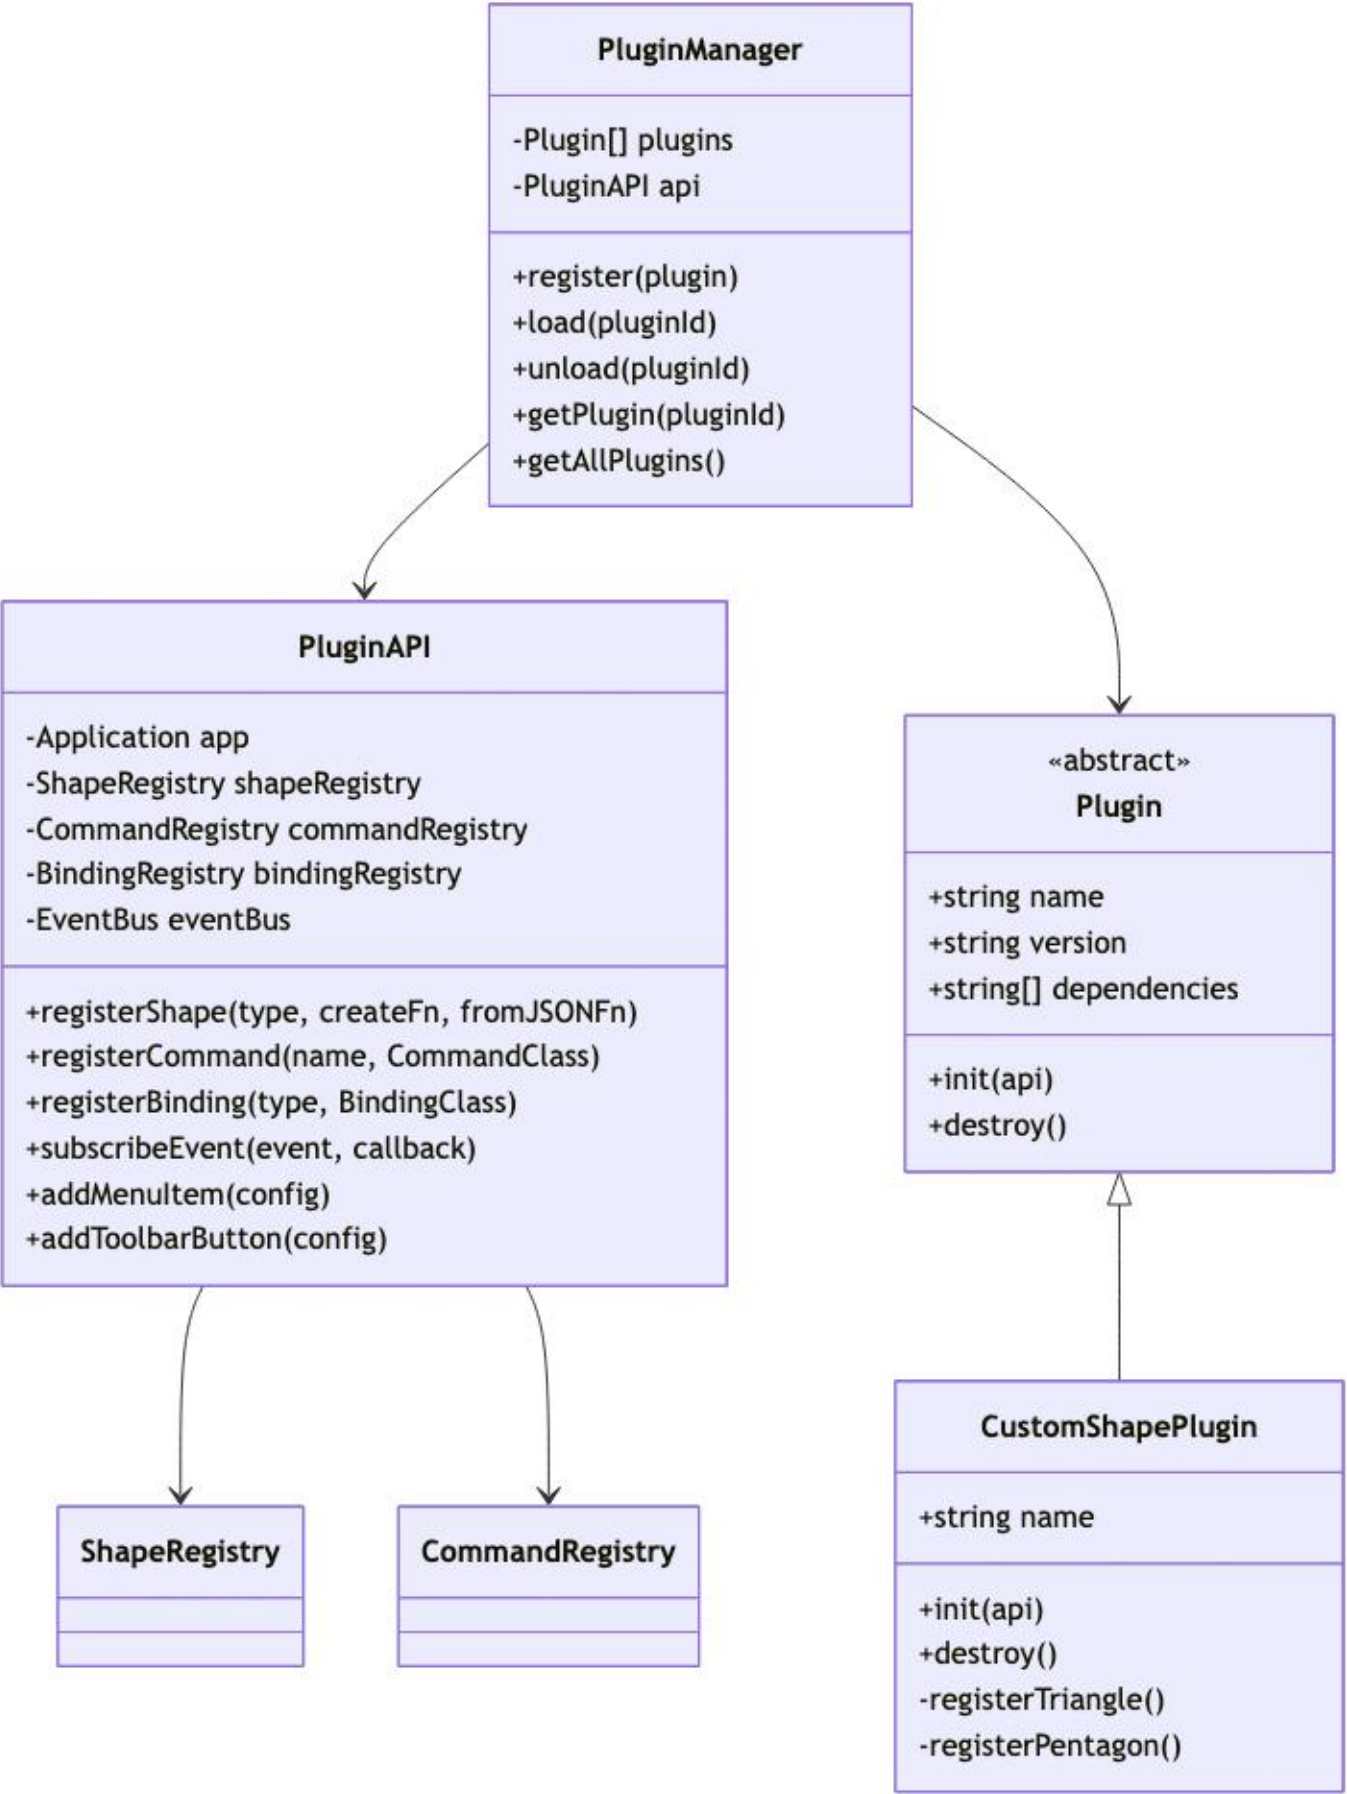 PluginManager
-Plugin[] plugins
-PluginAPI api
+register(plugin)
+load(pluginId)
+unload(pluginId)
+getPlugin(pluginId)
+getAllPlugins()
PluginAPI
-Application app
-ShapeRegistry shapeRegistry
-CommandRegistry commandRegistry
-BindingRegistry bindingRegistry
-EventBus eventBus
+registerShape(type, createFn, fromJSONFn)
+registerCommand(name, CommandClass)
+registerBinding(type, BindingClass)
+subscribeEvent(event, callback)
+addMenuItem(config)
+addToolbarButton(config)
«abstract»
Plugin
+string name
+string version
+string[] dependencies
+init(api)
+destroy()
ShapeRegistry
CommandRegistry
CustomShapePlugin
+string name
+init(api)
+destroy()
-registerTriangle()
-registerPentagon()